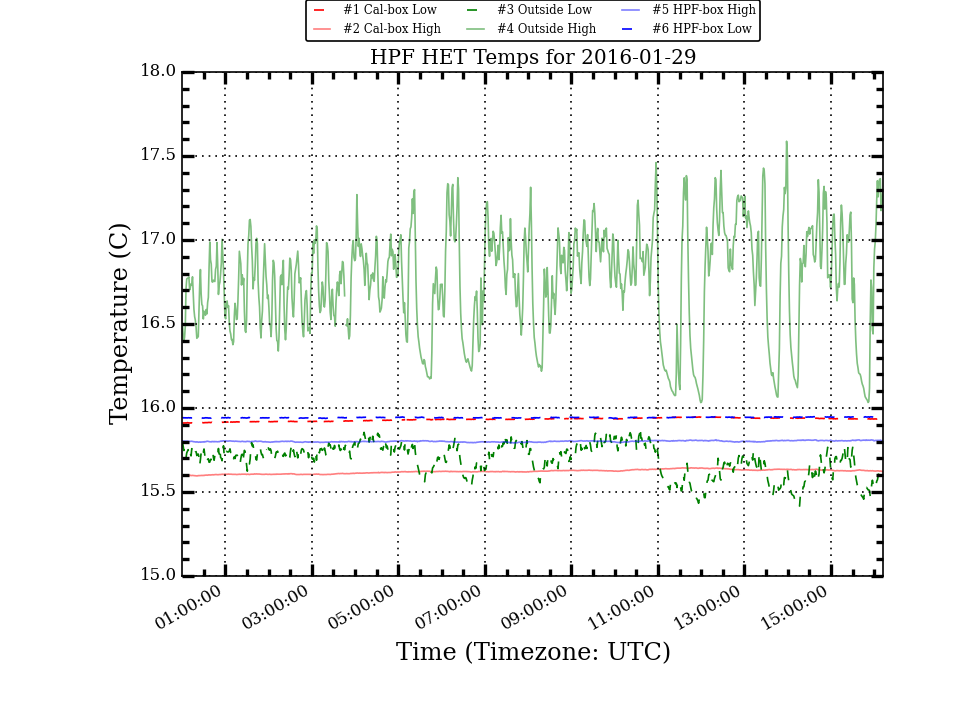 #1 Cal-box Low #3 Outside Low #5 HPF-box High
#2 Cal-box High #4 Outside High #6 HPF-box Low
HPF HET Temps for 2016-01-29
18.0
17.5
17.0
16.5
16.0
15.5
15.0
Temperature (C)
01:00:00 03:00:00 05:00:00 07:00:00 09:00:00 11:00:00 13:00:00 15:00:00
Time (Timezone: UTC)